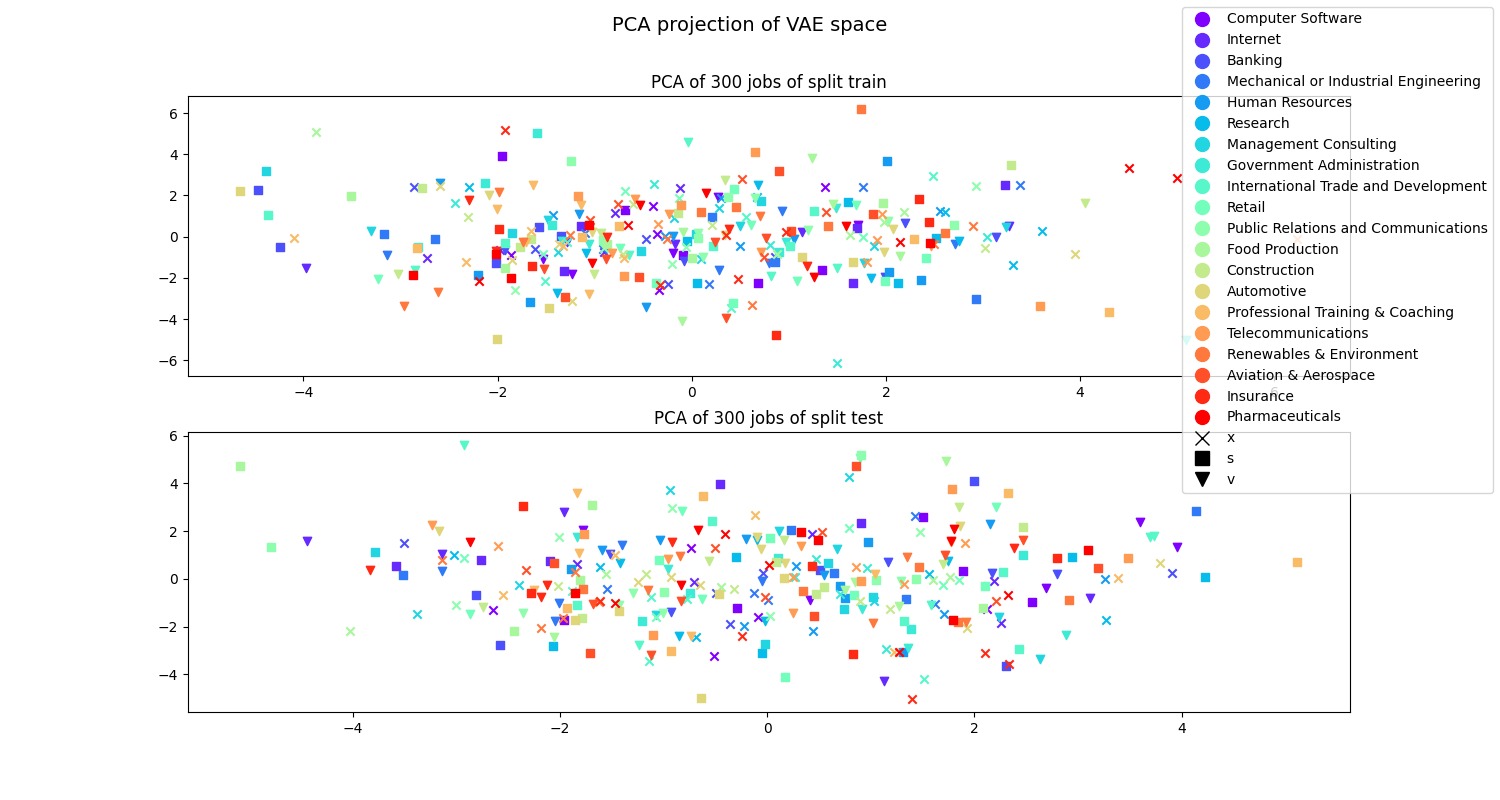 PCA projection of VAE space
PCA of 300 jobs of split train
6
4
2
0
−2
−4
−6
−4
−2
0
2
4
6
PCA of 300 jobs of split test
6
4
2
0
−2
−4
−4
−2
0
2
4
Computer Software
Internet
Banking
Mechanical or Industrial Engineering
Human Resources
Research
Management Consulting
Government Administration
International Trade and Development
Retail
Public Relations and Communications
Food Production
Construction
Automotive
Professional Training & Coaching
Telecommunications
Renewables & Environment
Aviation & Aerospace
Insurance
Pharmaceuticals
x
s
v